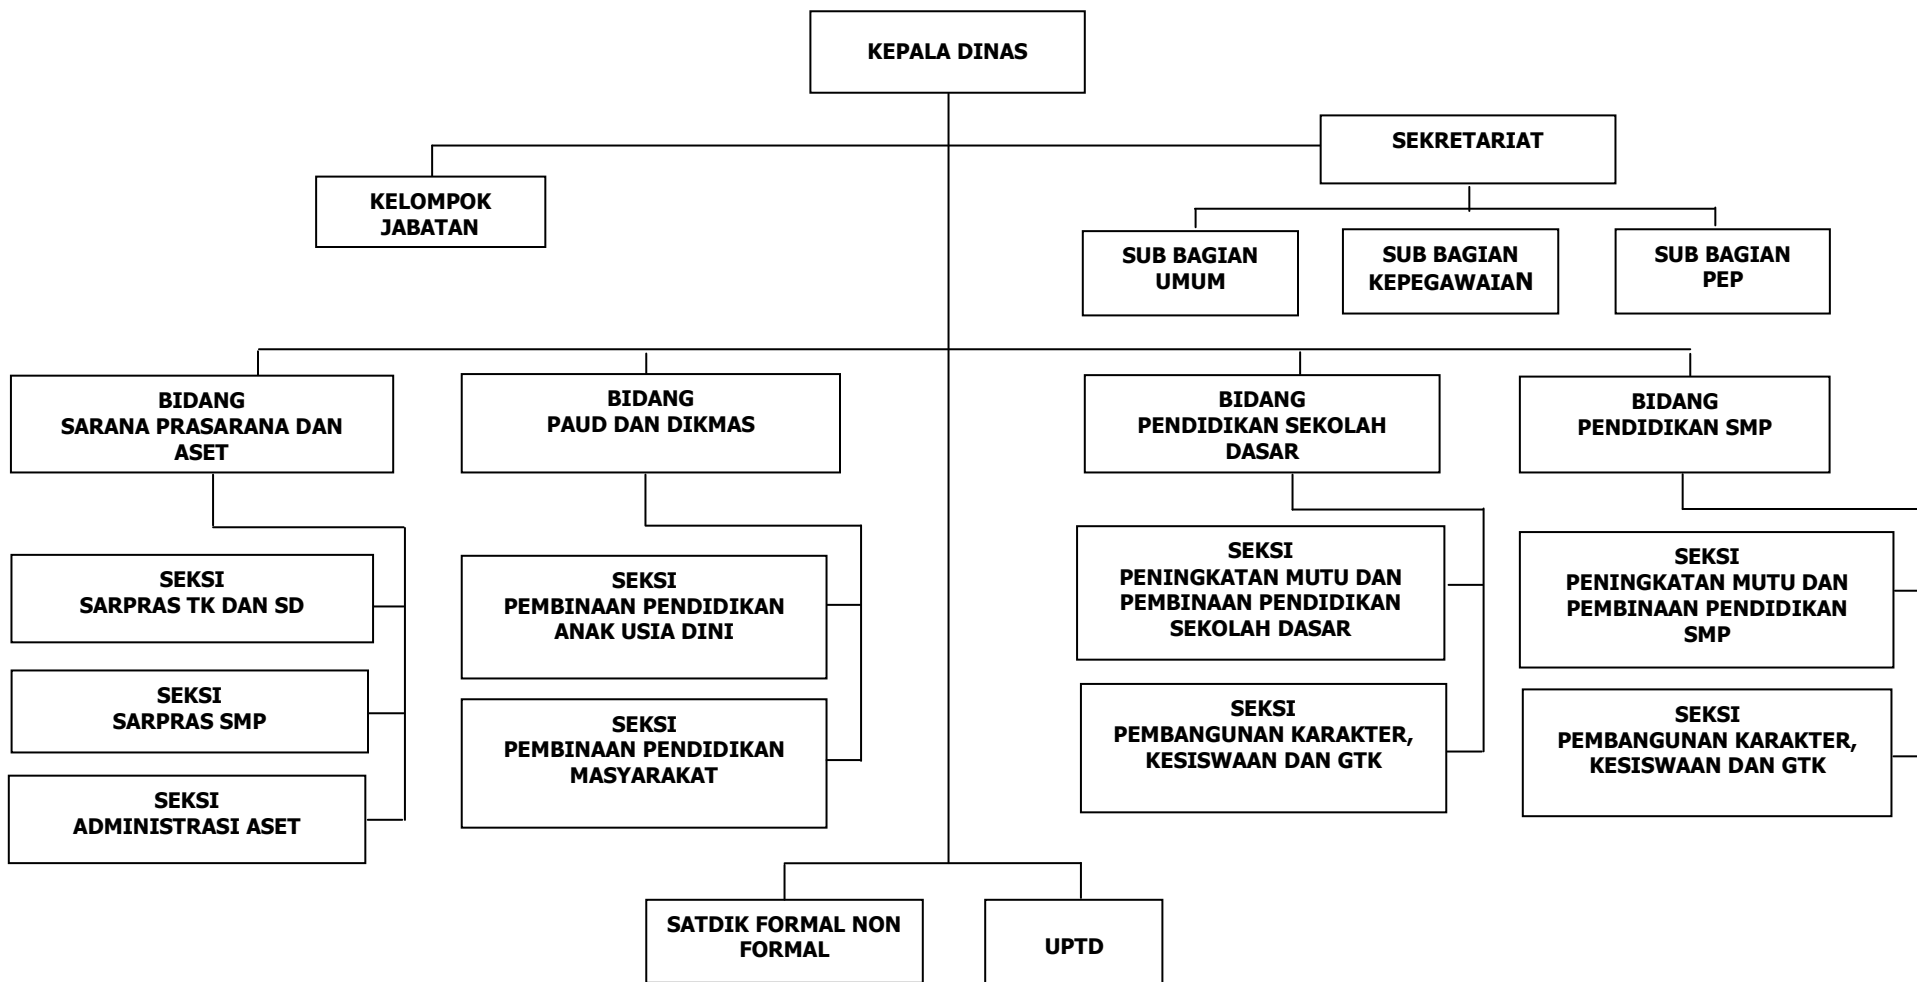 KEPALA DINAS
SEKRETARIAT
KELOMPOK
JABATAN
SUB BAGIAN
UMUM
SUB BAGIAN
KEPEGAWAIAN
SUB BAGIAN
PEP
BIDANG
SARANA PRASARANA DAN
ASET
BIDANG
PAUD DAN DIKMAS
BIDANG
PENDIDIKAN SEKOLAH
DASAR
BIDANG
PENDIDIKAN SMP
SEKSI
SARPRAS TK DAN SD
SEKSI
PEMBINAAN PENDIDIKAN
ANAK USIA DINI
SEKSI
PENINGKATAN MUTU DAN
PEMBINAAN PENDIDIKAN
SEKOLAH DASAR
SEKSI
PENINGKATAN MUTU DAN
PEMBINAAN PENDIDIKAN
SMP
SEKSI
SARPRAS SMP
SEKSI
PEMBINAAN PENDIDIKAN
MASYARAKAT
SEKSI
PEMBANGUNAN KARAKTER,
KESISWAAN DAN GTK
SEKSI
PEMBANGUNAN KARAKTER,
KESISWAAN DAN GTK
SEKSI
ADMINISTRASI ASET
SATDIK FORMAL NON
FORMAL
UPTD